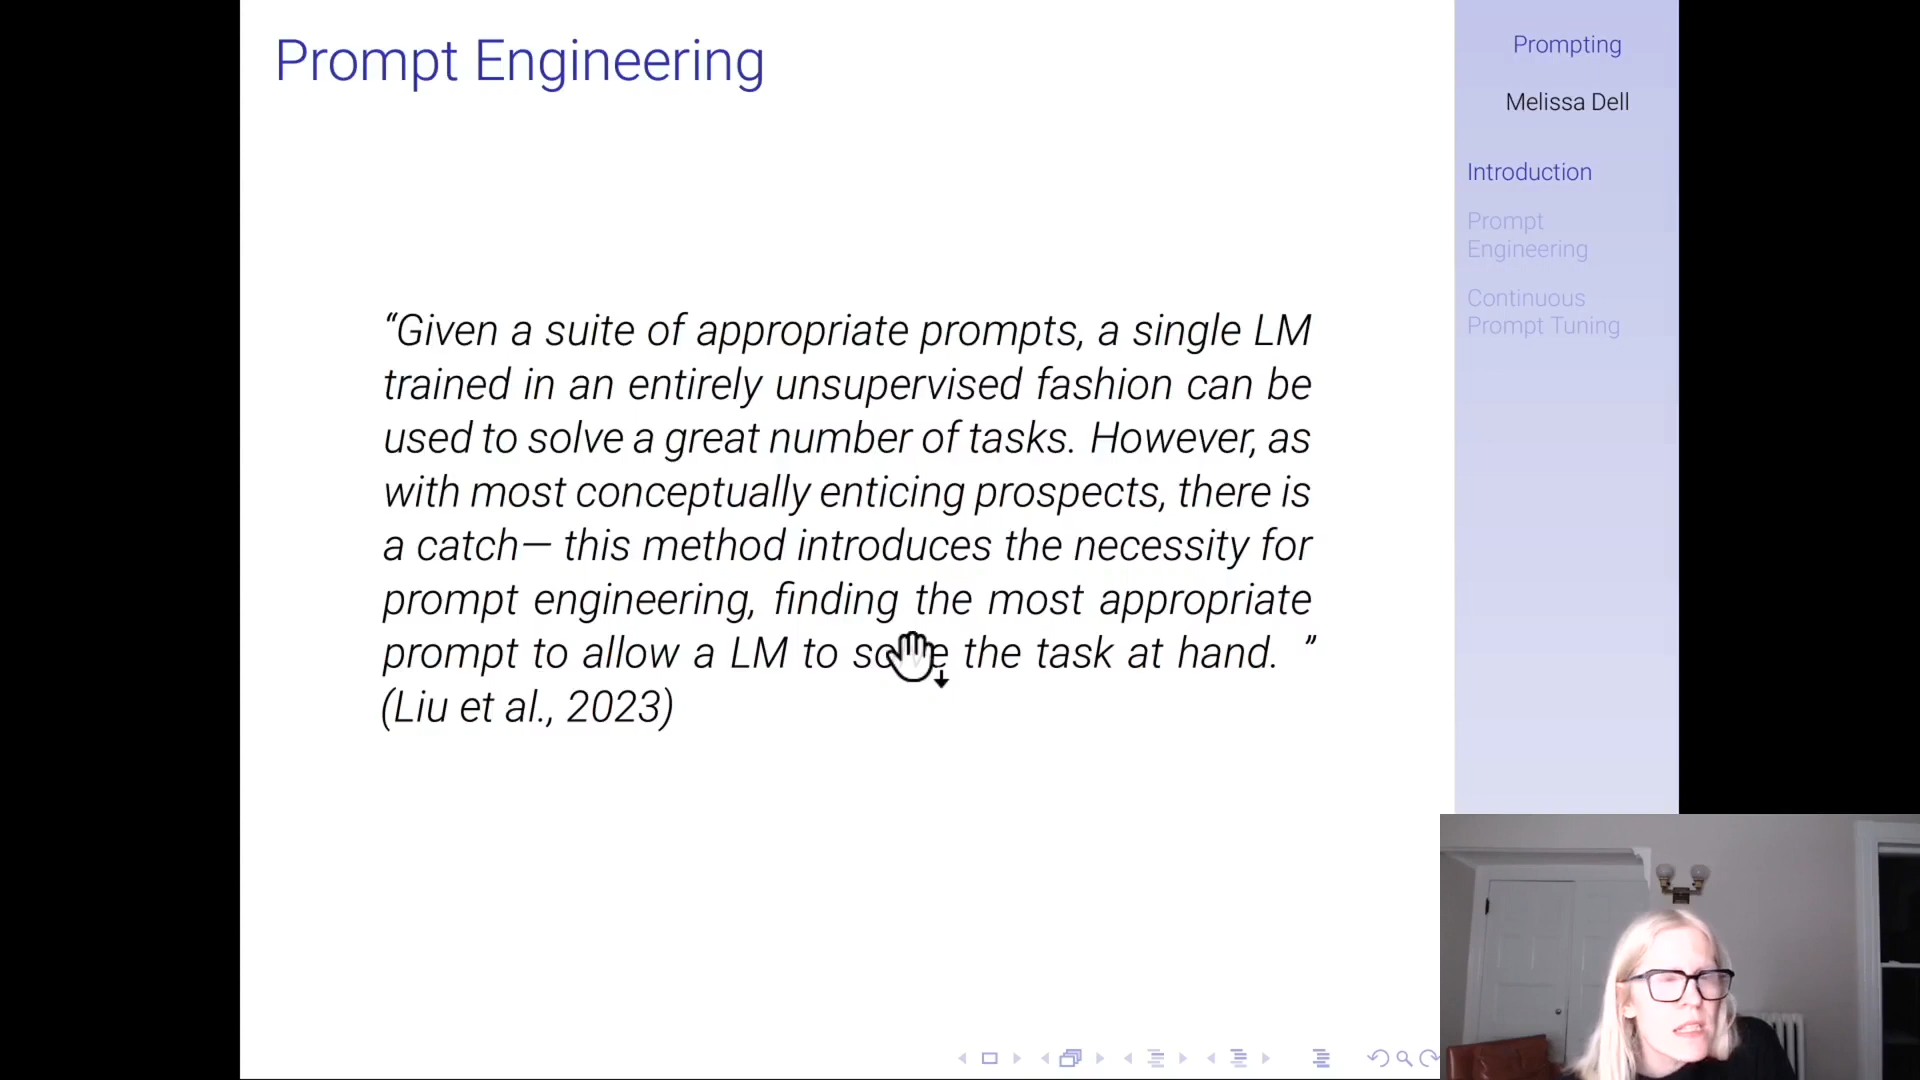 Prompt Engineering
“Given a suite of appropriate prompts, a single LM
trained in an entirely unsupervised fashion can be
used to solve a great number of tasks. However, as
with most conceptually enticing prospects, there is
a catch— this method introduces the necessity for
prompt engineering, finding the most appropriate
prompt to allow a LM to solve the task at hand. ”
(Liu et al., 2023)
Prompting
Melissa Dell
Introduction
Prompt
Engineering
Continuous
Prompt Tuning